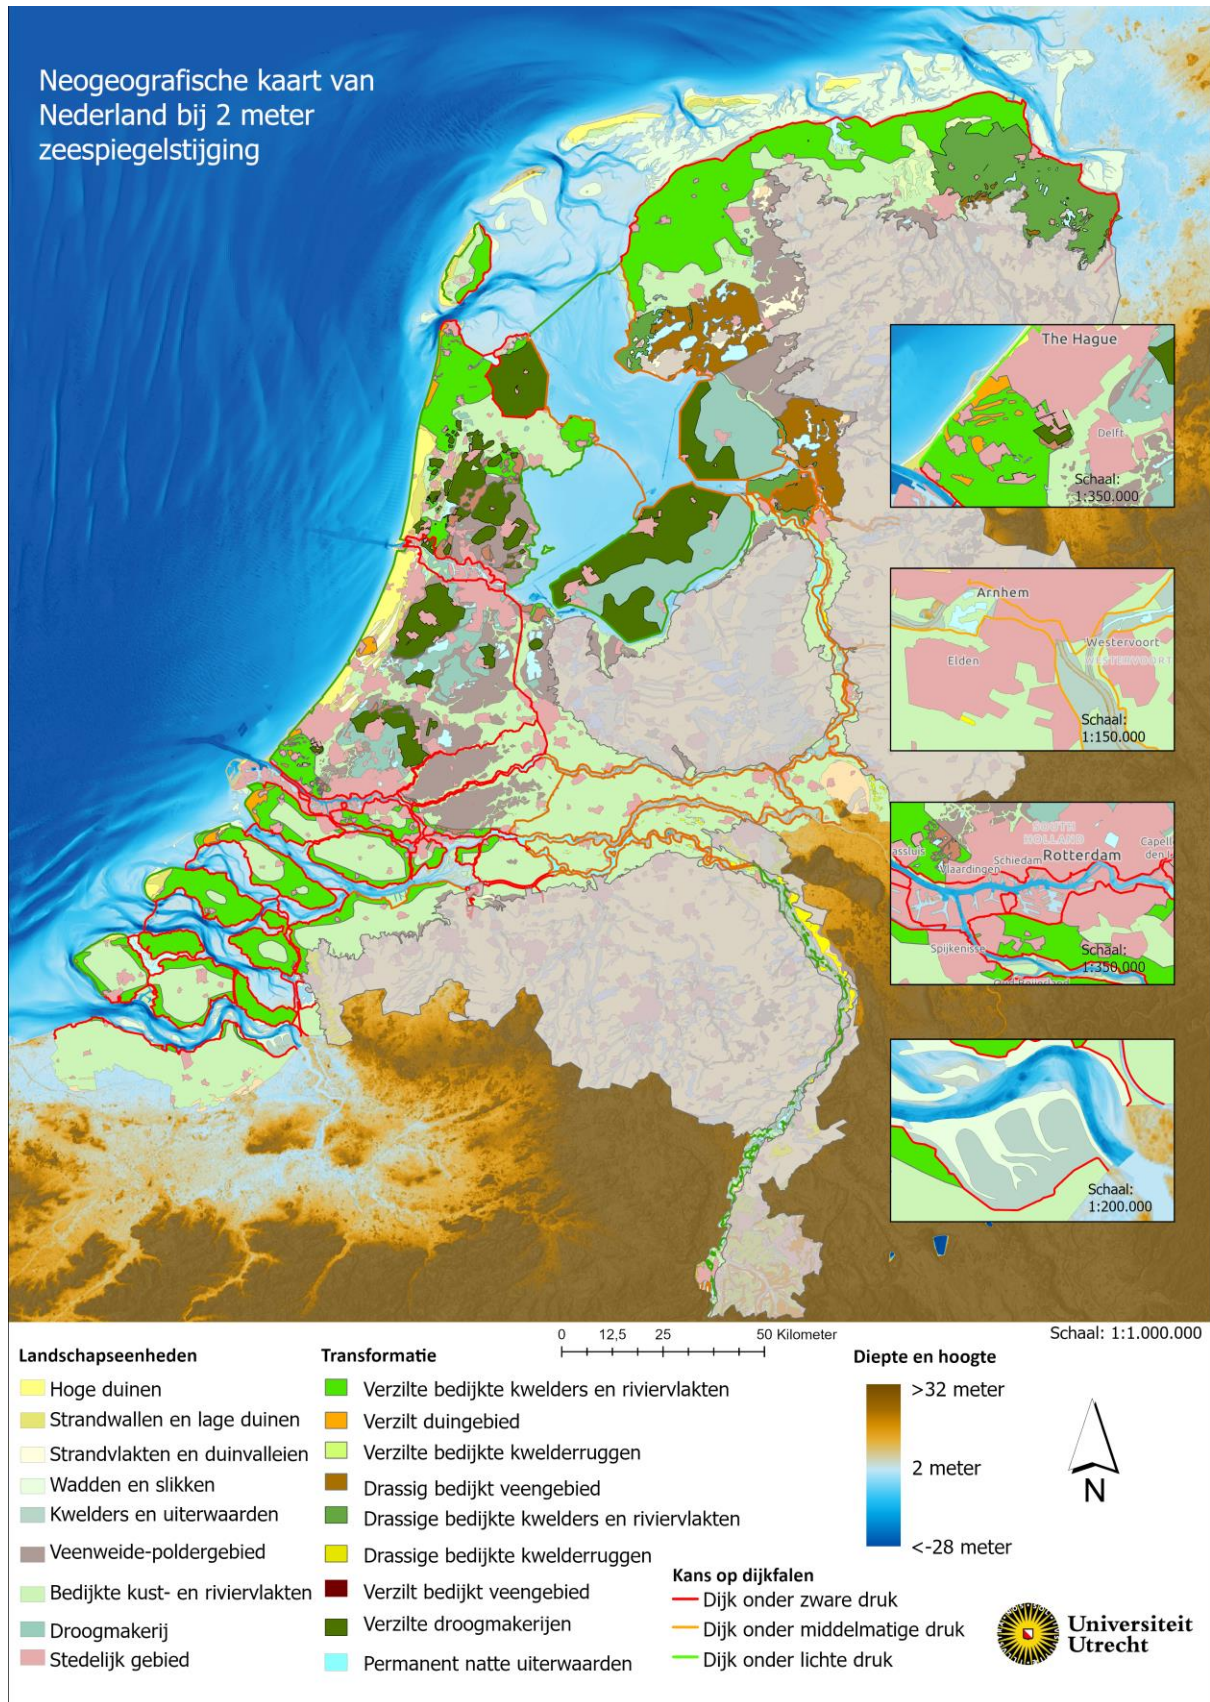 Neogeografische kaart van
Nederland bij 2 meter
zeespiegelstijging
The Hague
Delft
Schaal:
1:350.000
Arnhem
Westervoort
WESTERVOORT
Elden
Schaal:
1:150.000
SOUTH
HOLLAND
Capell
den I
assluis
Schiedam
Rotterdam
Vlaardingen
Spijkenisse
Schaal:
1:350.000
Schaal:
1:200.000
0 12,5 25 50 Kilometer
Schaal: 1:1.000.000
Landschapseenheden
Hoge duinen
Strandwallen en lage duinen
Strandvlakten en duinvalleien
Wadden en slikken
Kwelders en uiterwaarden
Veenweide-poldergebied
Bedijkte kust- en riviervlakten
Droogmakerij
Stedelijk gebied
Transformatie
Verzilte bedijkte kwelders en riviervlakten
Verzilt duingebied
Verzilte bedijkte kwelderruggen
Drassig bedijkt veengebied
Drassige bedijkte kwelders en riviervlakten
Drassige bedijkte kwelderruggen
Verzilt bedijkt veengebied
Verzilte droogmakerijen
Permanent natte uiterwaarden
Diepte en hoogte
>32 meter
2 meter
<-28 meter
N
Kans op dijkfalen
Dijk onder zware druk
Dijk onder middelmatige druk
Dijk onder lichte druk
Universiteit
Utrecht